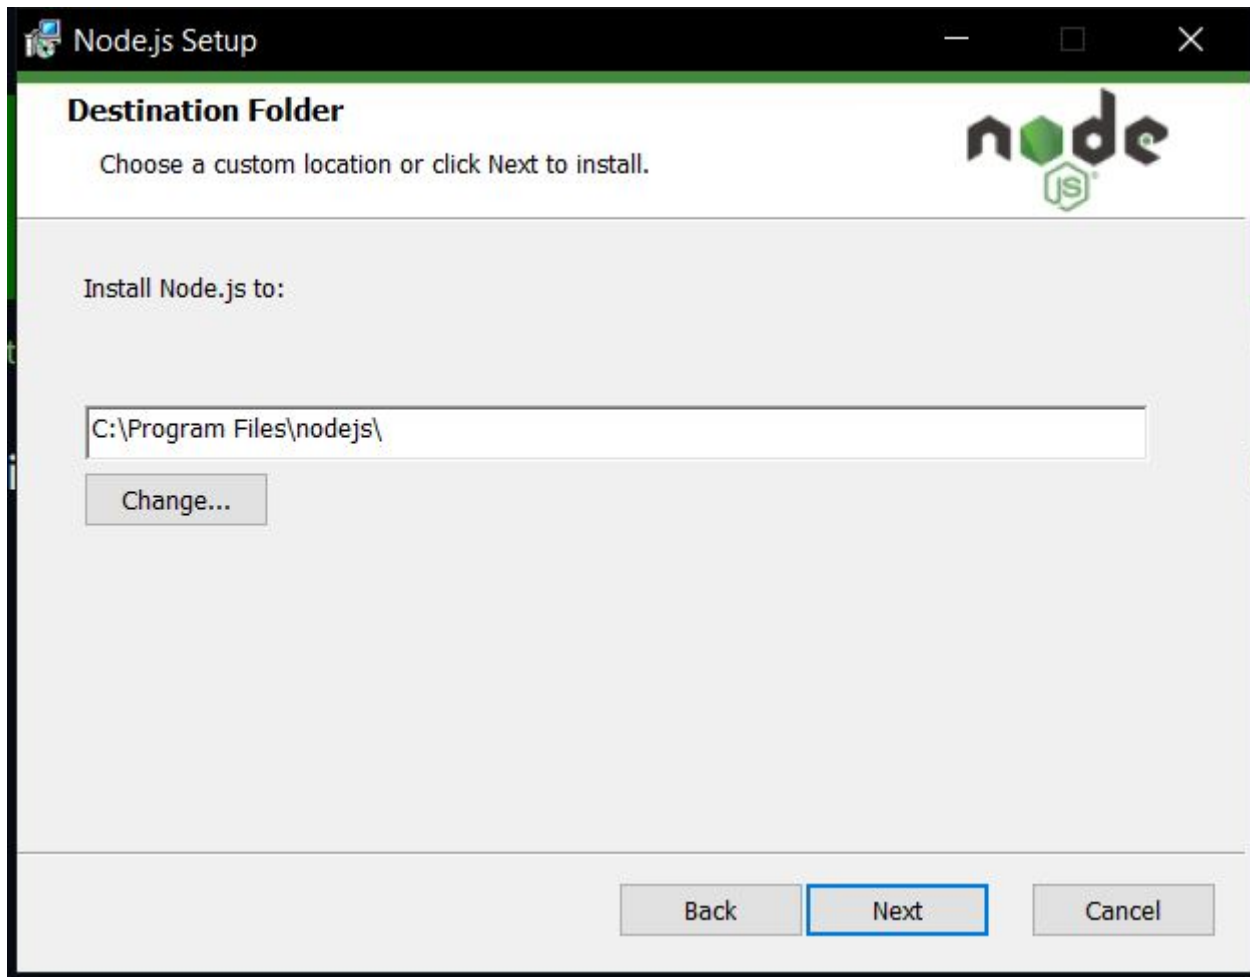 Node.js Setup
Destination Folder
Choose a custom location or click Next to install.
node
JS
Install Node.js to:
t
C:\Program Files\nodejs\
i
Change...
Back
Next
Cancel